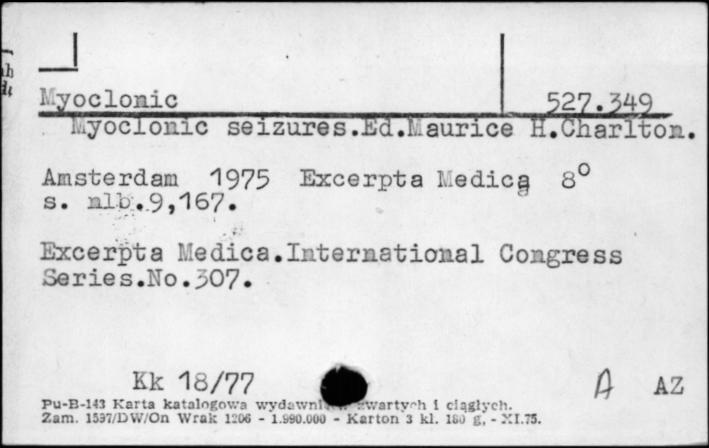 Myoclonic 527.349
Myoclonic seizures.Ed.Maurice H.Charlton.
Amsterdam 1975 Excerpta Medica 8°
s. nlb.9,167.
Excerpta Medica.International Congress
Series.No.307.
Kk 18/77 A AZ
Pu-B-143 Karta katalogowa zwartych i ciągłych.
Zam. 1597/DW/On Wrak 1206 - 1.990.000 - Karton 3 kl. 180 g. - XI.75.